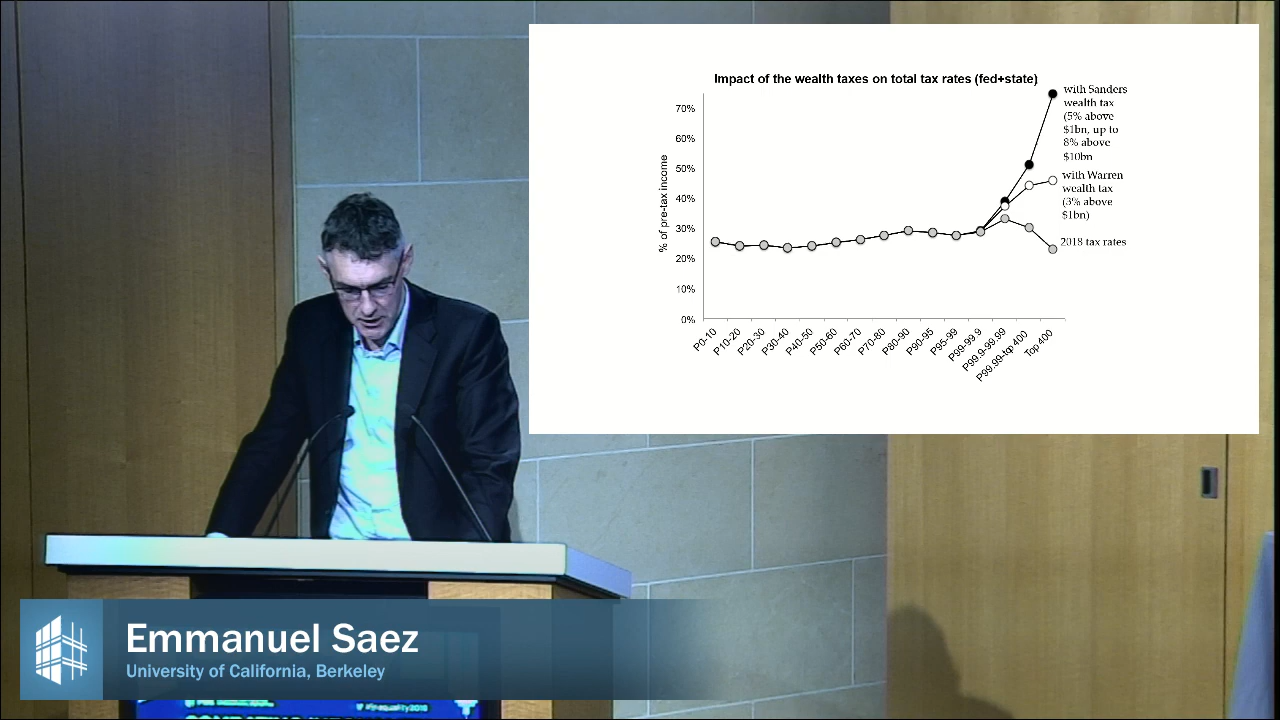 Impact of the wealth taxes on total tax rates (fed+state)
with Sanders
wealth tax
(5% above
$1bn, up to
8% above
$10bn
with Warren
wealth tax
(3% above
$1bn)
2018 tax rates
% of pre-tax income
70%
60%
50%
40%
30%
20%
10%
0%
P0-10
P10-20
P20-30
P30-40
P40-50
P50-60
P60-70
P70-80
P80-90
P90-95
P95-99
P99-99.9
P99.9-99.99
P99.99-top 400
Top 400
Emmanuel Saez
University of California, Berkeley